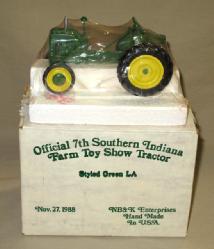 Official 7th Southern Indiana
Farm Toy Show Tractor
Styled Green LA
Nov. 27, 1988
NB&K Enterprises
Hand Made
In U.S.A.